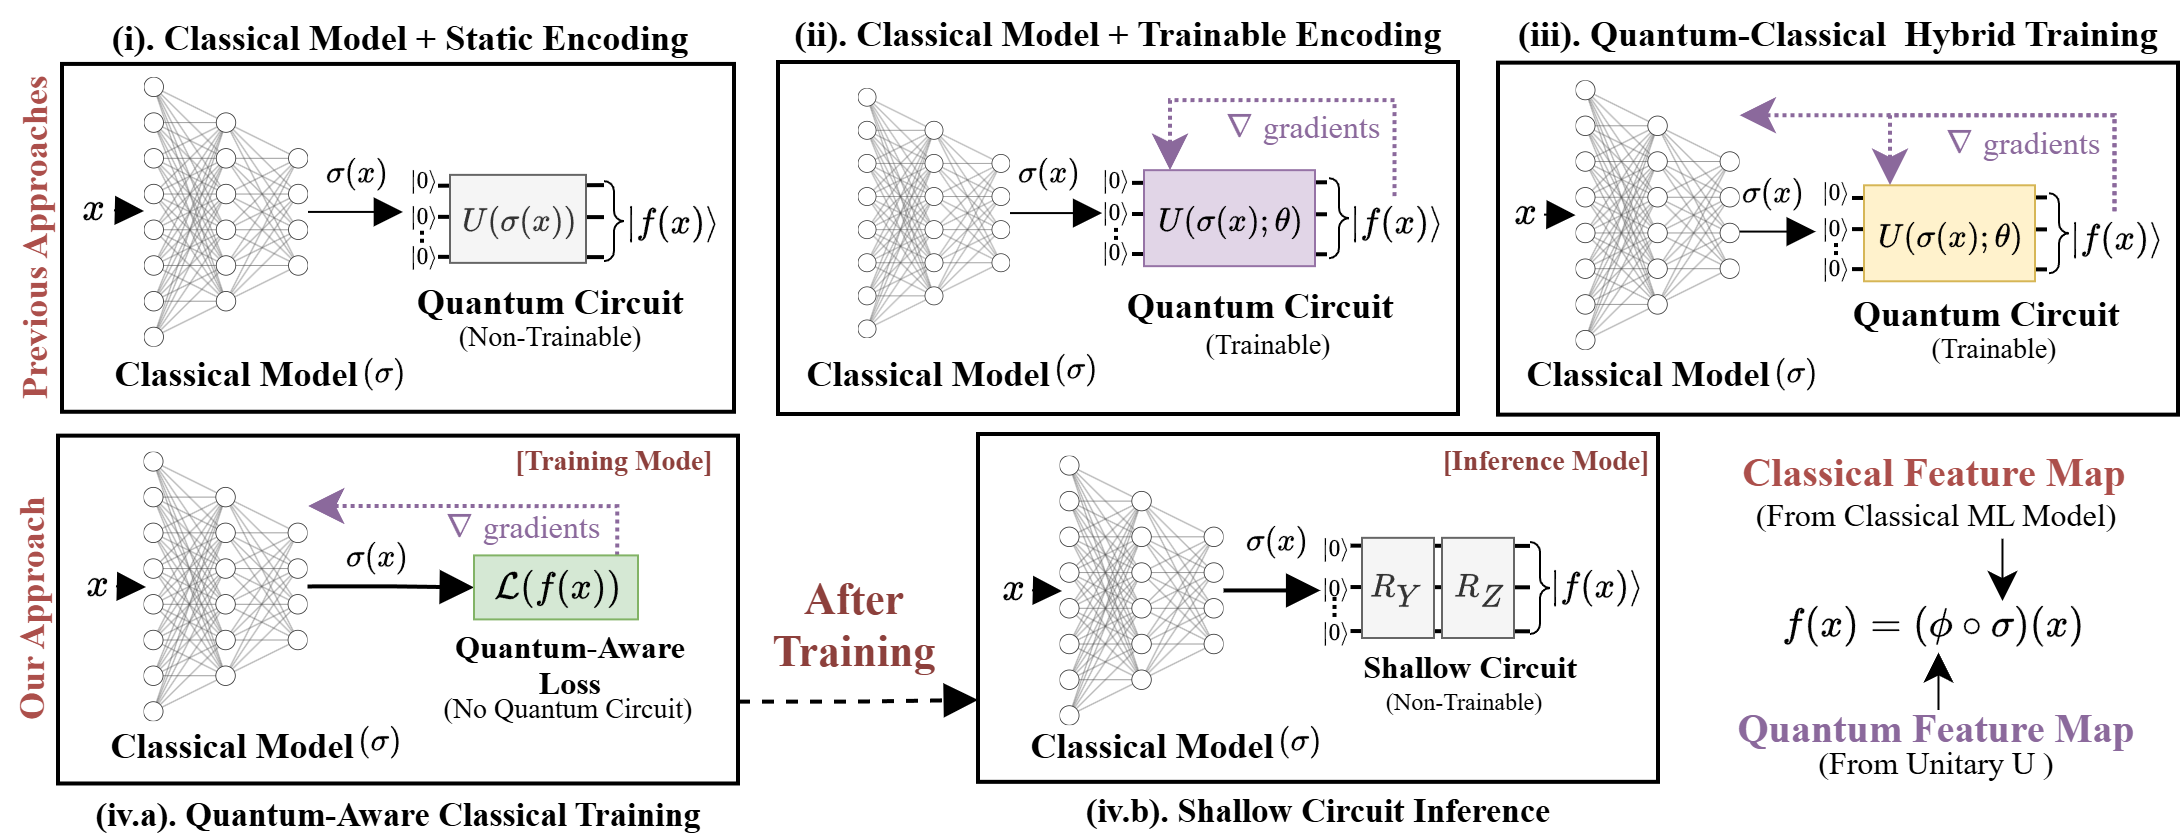 Previous Approaches
(i). Classical Model + Static Encoding
x
σ(x)
|0⟩
|0⟩
|0⟩
U(σ(x))
|f(x)⟩
Quantum Circuit
(Non-Trainable)
Classical Model (σ)
(ii). Classical Model + Trainable Encoding
∇ gradients
σ(x)
|0⟩
|0⟩
|0⟩
U(σ(x); θ)
|f(x)⟩
Quantum Circuit
(Trainable)
Classical Model (σ)
(iii). Quantum-Classical Hybrid Training
∇ gradients
x
σ(x)
|0⟩
|0⟩
|0⟩
U(σ(x); θ)
|f(x)⟩
Quantum Circuit
(Trainable)
Classical Model (σ)
Our Approach
[Training Mode]
∇ gradients
x
σ(x)
ℒ(f(x))
Quantum-Aware
Loss
(No Quantum Circuit)
Classical Model (σ)
(iv.a). Quantum-Aware Classical Training
After
Training
[Inference Mode]
x
σ(x)
|0⟩
|0⟩
|0⟩
R_Y
R_Z
|f(x)⟩
Shallow Circuit
(Non-Trainable)
Classical Model (σ)
(iv.b). Shallow Circuit Inference
Classical Feature Map
(From Classical ML Model)
f(x) = (ϕ ∘ σ)(x)
Quantum Feature Map
(From Unitary U )